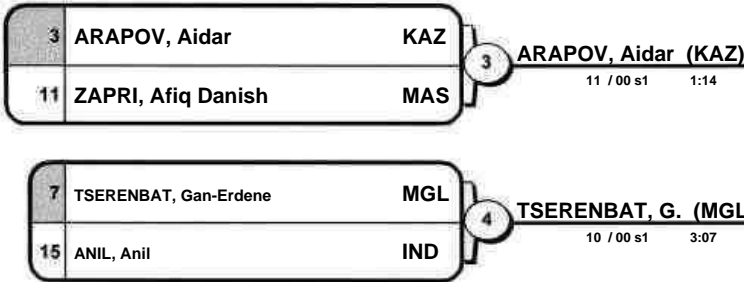 3 ARAPOV, Aidar KAZ
11 ZAPRI, Afiq Danish MAS
3 ARAPOV, Aidar (KAZ)
11 / 00 s1 1:14
7 TSERENBAT, Gan-Erdene MGL
15 ANIL, Anil IND
4 TSERENBAT, G. (MGL
10 / 00 s1 3:07